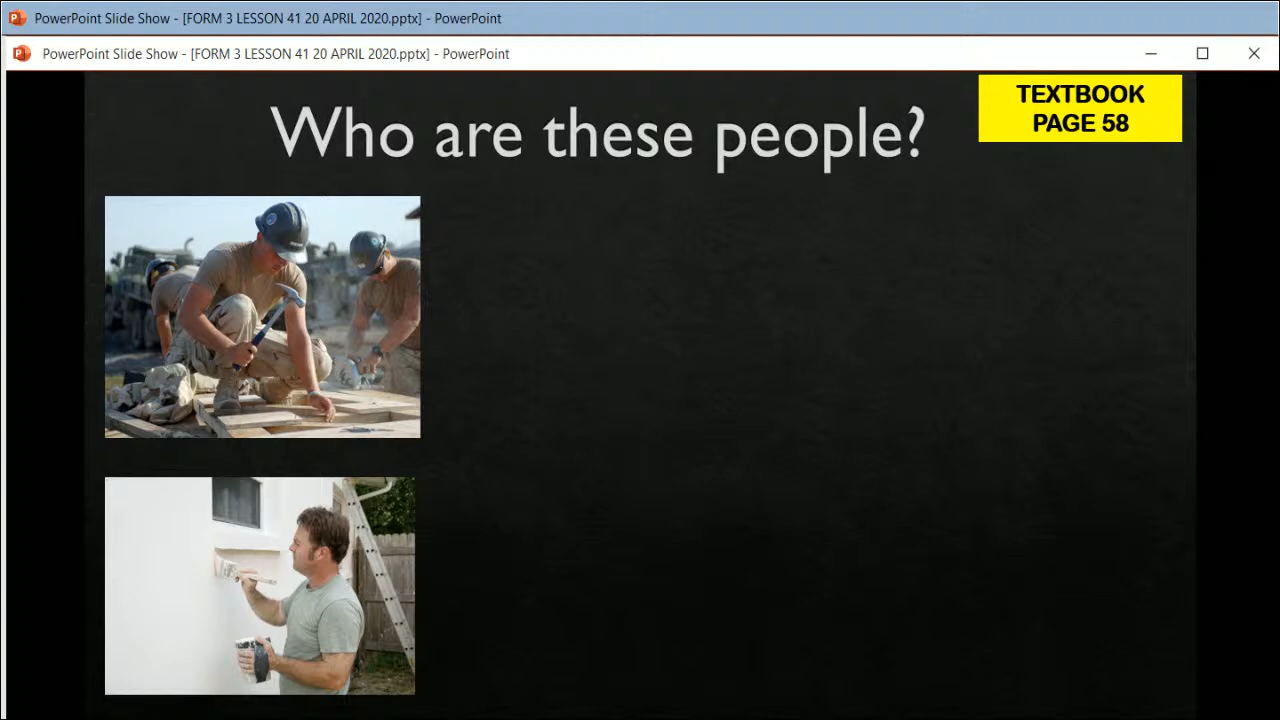 PowerPoint Slide Show - [FORM 3 LESSON 41 20 APRIL 2020.pptx] - PowerPoint
PowerPoint Slide Show - [FORM 3 LESSON 41 20 APRIL 2020.pptx] - PowerPoint
Who are these people?
TEXTBOOK
PAGE 58